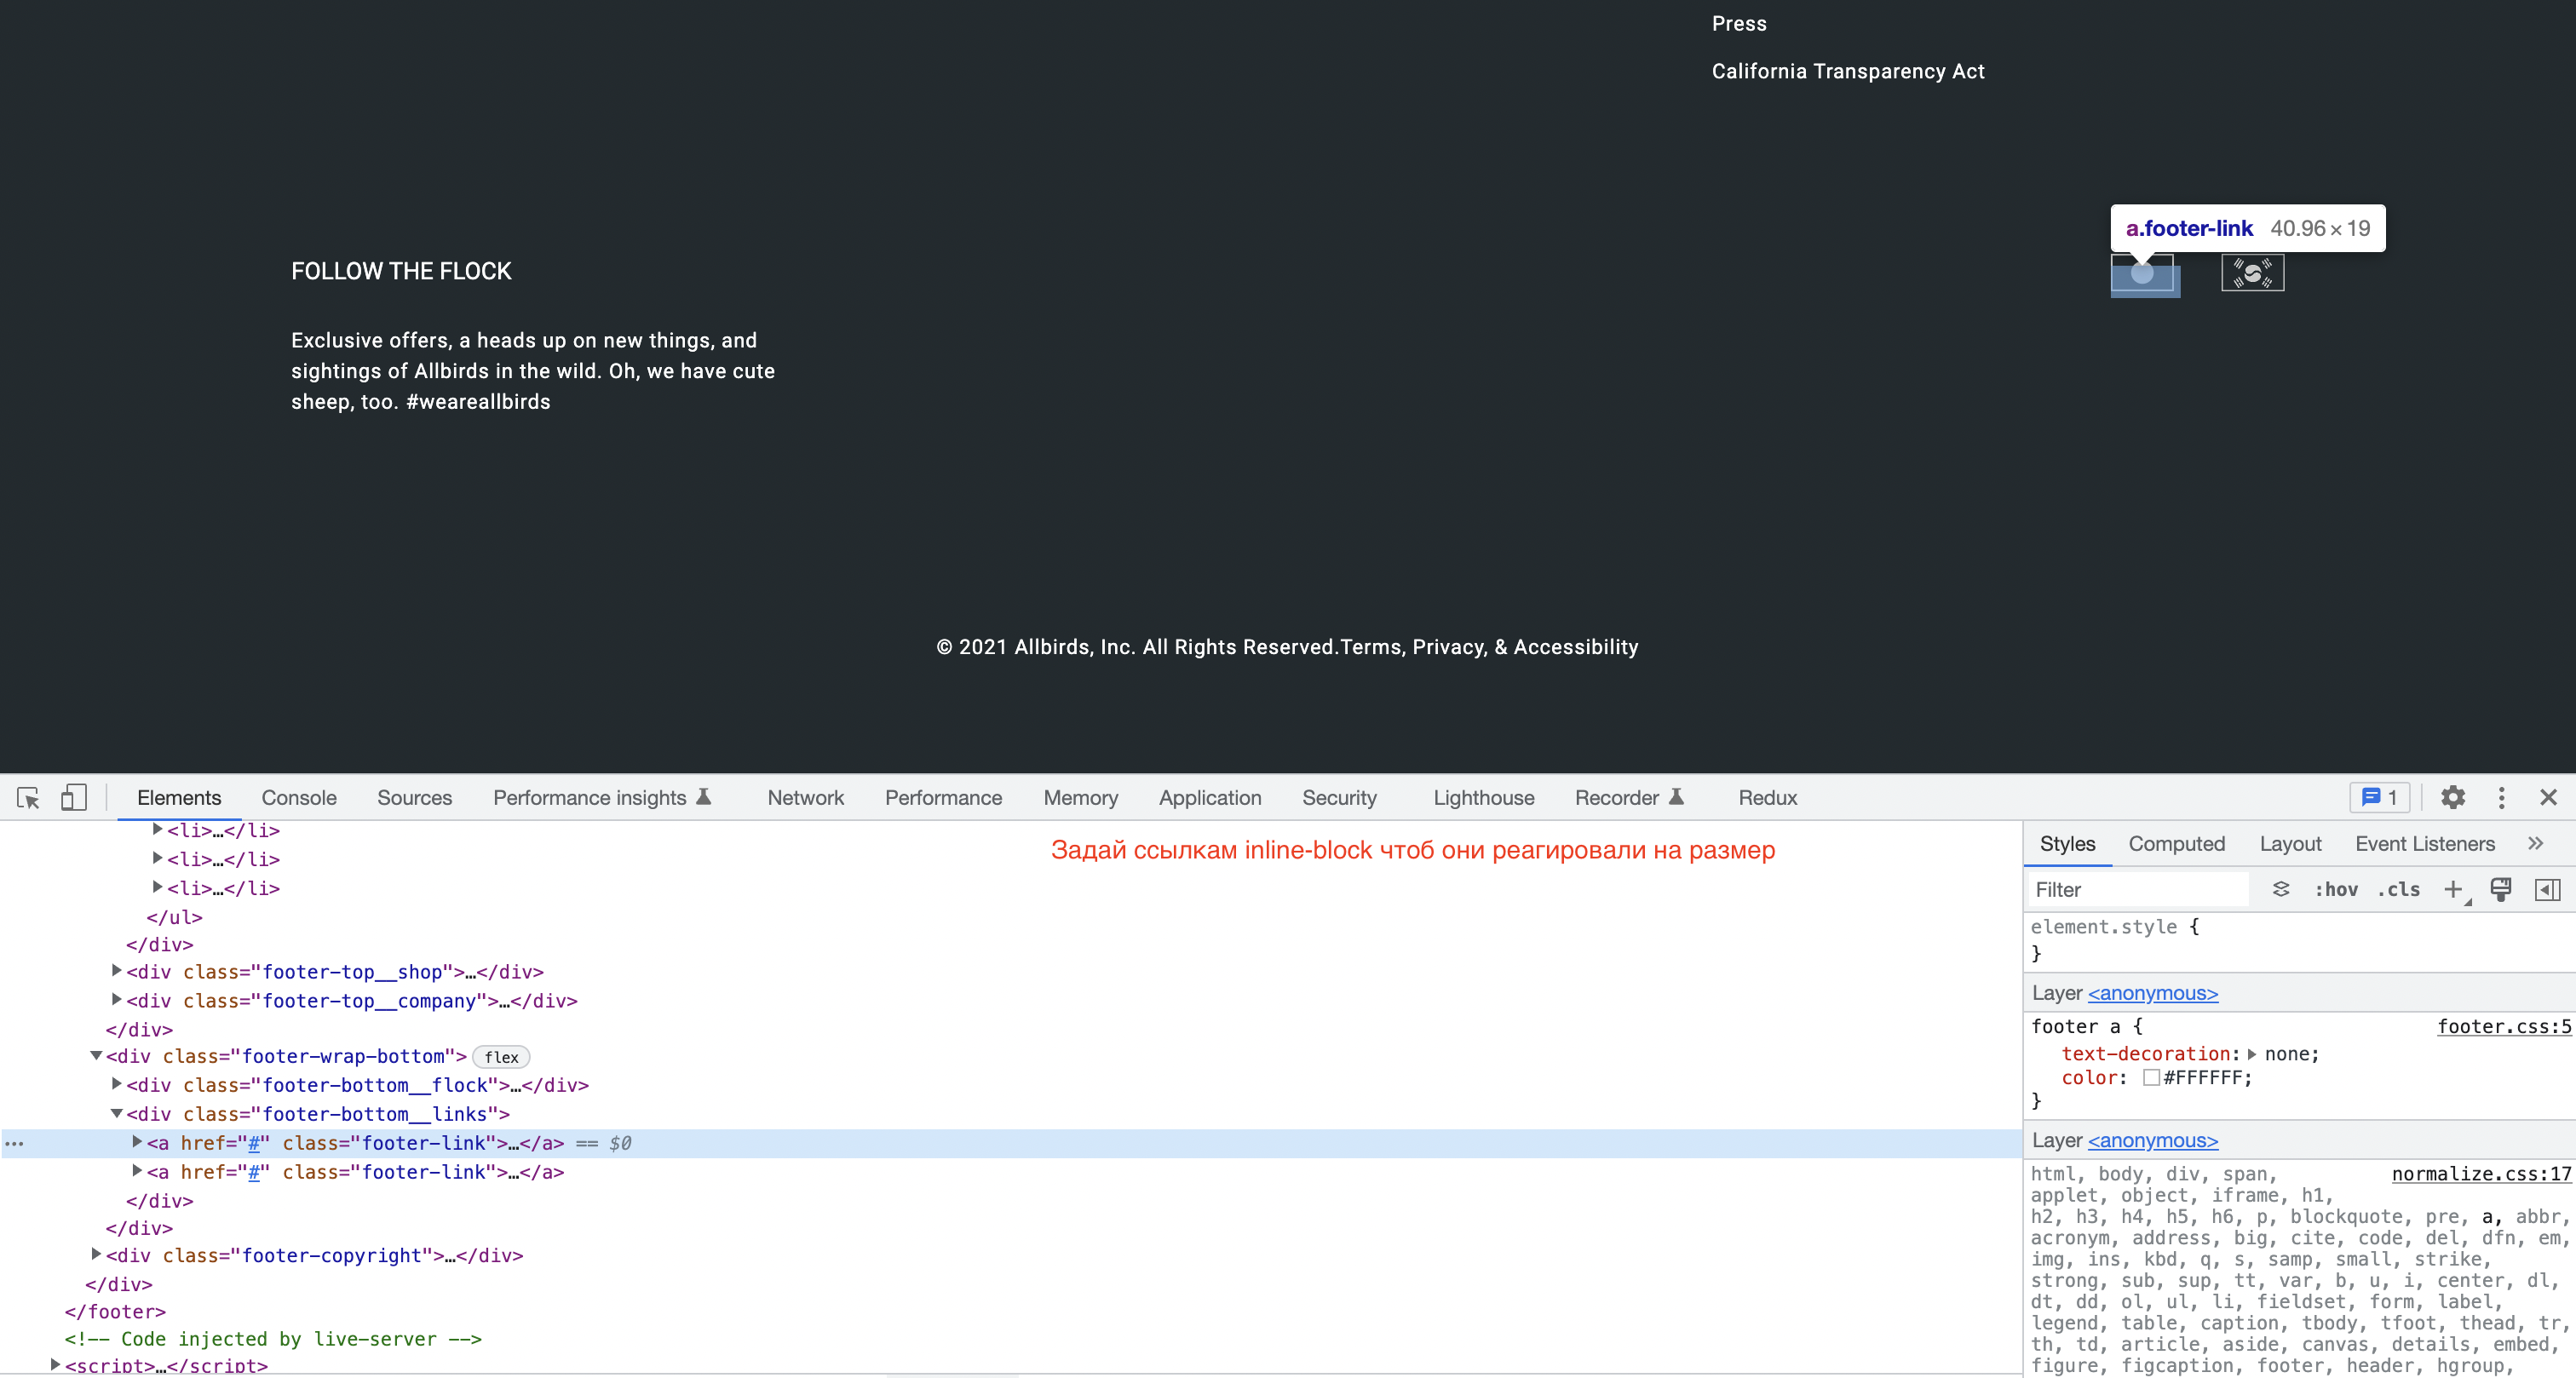 Press
California Transparency Act
a.footer-link 40.96 × 19
FOLLOW THE FLOCK
Exclusive offers, a heads up on new things, and
sightings of Allbirds in the wild. Oh, we have cute
sheep, too. #weareallbirds
© 2021 Allbirds, Inc. All Rights Reserved.Terms, Privacy, & Accessibility
Elements Console Sources Performance insights Network Performance Memory Application Security Lighthouse Recorder Redux 1
<li>…</li>
<li>…</li>
<li>…</li>
</ul>
</div>
<div class="footer-top__shop">…</div>
<div class="footer-top__company">…</div>
</div>
<div class="footer-wrap-bottom"> flex
<div class="footer-bottom__flock">…</div>
<div class="footer-bottom__links">
<a href="#" class="footer-link">…</a> == $0
<a href="#" class="footer-link">…</a>
</div>
</div>
<div class="footer-copyright">…</div>
</div>
</footer>
<!-- Code injected by live-server -->
<script>…</script>
Задай ссылкам inline-block чтоб они реагировали на размер
Styles Computed Layout Event Listeners »
Filter :hov .cls +
element.style {
}
Layer <anonymous>
footer a { footer.css:5
text-decoration: none;
color: #FFFFFF;
}
Layer <anonymous>
html, body, div, span, normalize.css:17
applet, object, iframe, h1,
h2, h3, h4, h5, h6, p, blockquote, pre, a, abbr,
acronym, address, big, cite, code, del, dfn, em,
img, ins, kbd, q, s, samp, small, strike,
strong, sub, sup, tt, var, b, u, i, center, dl,
dt, dd, ol, ul, li, fieldset, form, label,
legend, table, caption, tbody, tfoot, thead, tr,
th, td, article, aside, canvas, details, embed,
figure, figcaption, footer, header, hgroup,